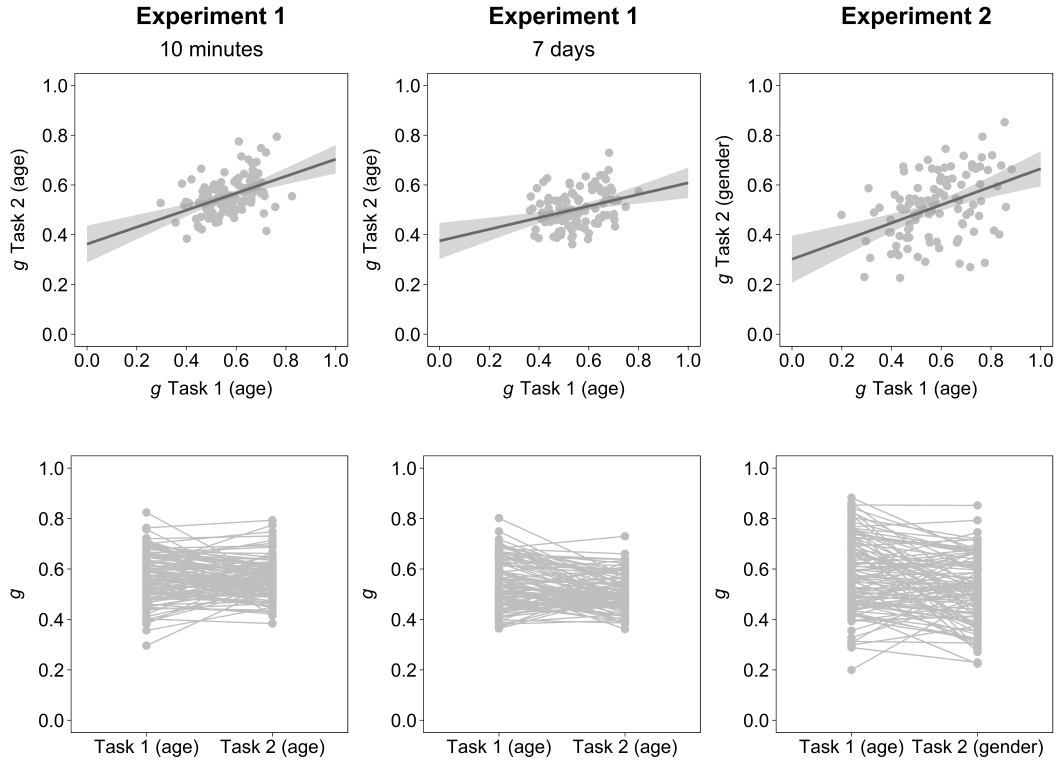 Experiment 1
Experiment 1
Experiment 2
10 minutes
7 days
g Task 2 (age)
1.0
0.8
0.6
0.4
0.2
0.0
0.0 0.2 0.4 0.6 0.8 1.0
g Task 1 (age)
g Task 2 (age)
1.0
0.8
0.6
0.4
0.2
0.0
0.0 0.2 0.4 0.6 0.8 1.0
g Task 1 (age)
g Task 2 (gender)
1.0
0.8
0.6
0.4
0.2
0.0
0.0 0.2 0.4 0.6 0.8 1.0
g Task 1 (age)
g
1.0
0.8
0.6
0.4
0.2
0.0
Task 1 (age) Task 2 (age)
g
1.0
0.8
0.6
0.4
0.2
0.0
Task 1 (age) Task 2 (age)
g
1.0
0.8
0.6
0.4
0.2
0.0
Task 1 (age) Task 2 (gender)